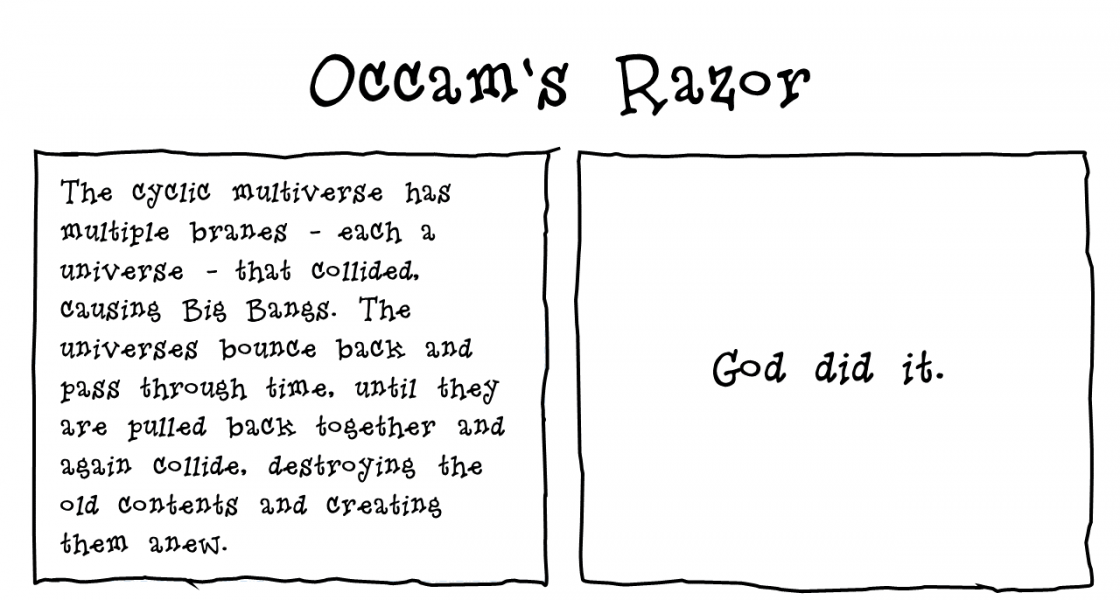 Occam's Razor
The cyclic multiverse has
multiple branes - each a
universe - that collided,
causing Big Bangs. The
universes bounce back and
pass through time, until they
are pulled back together and
again collide, destroying the
old contents and creating
them anew.
God did it.